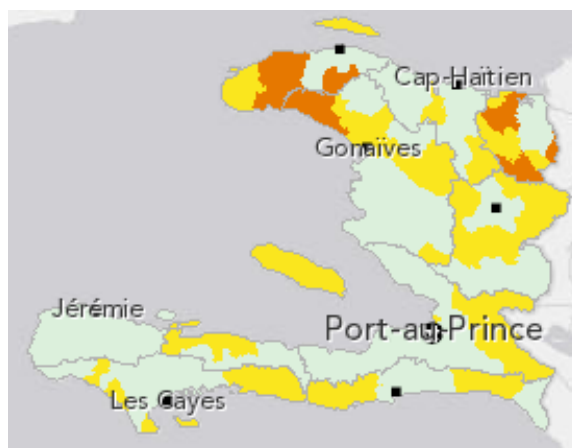 Cap-Haïtien
Gonaïves
Jérémie
Port-au-Prince
Les Cayes